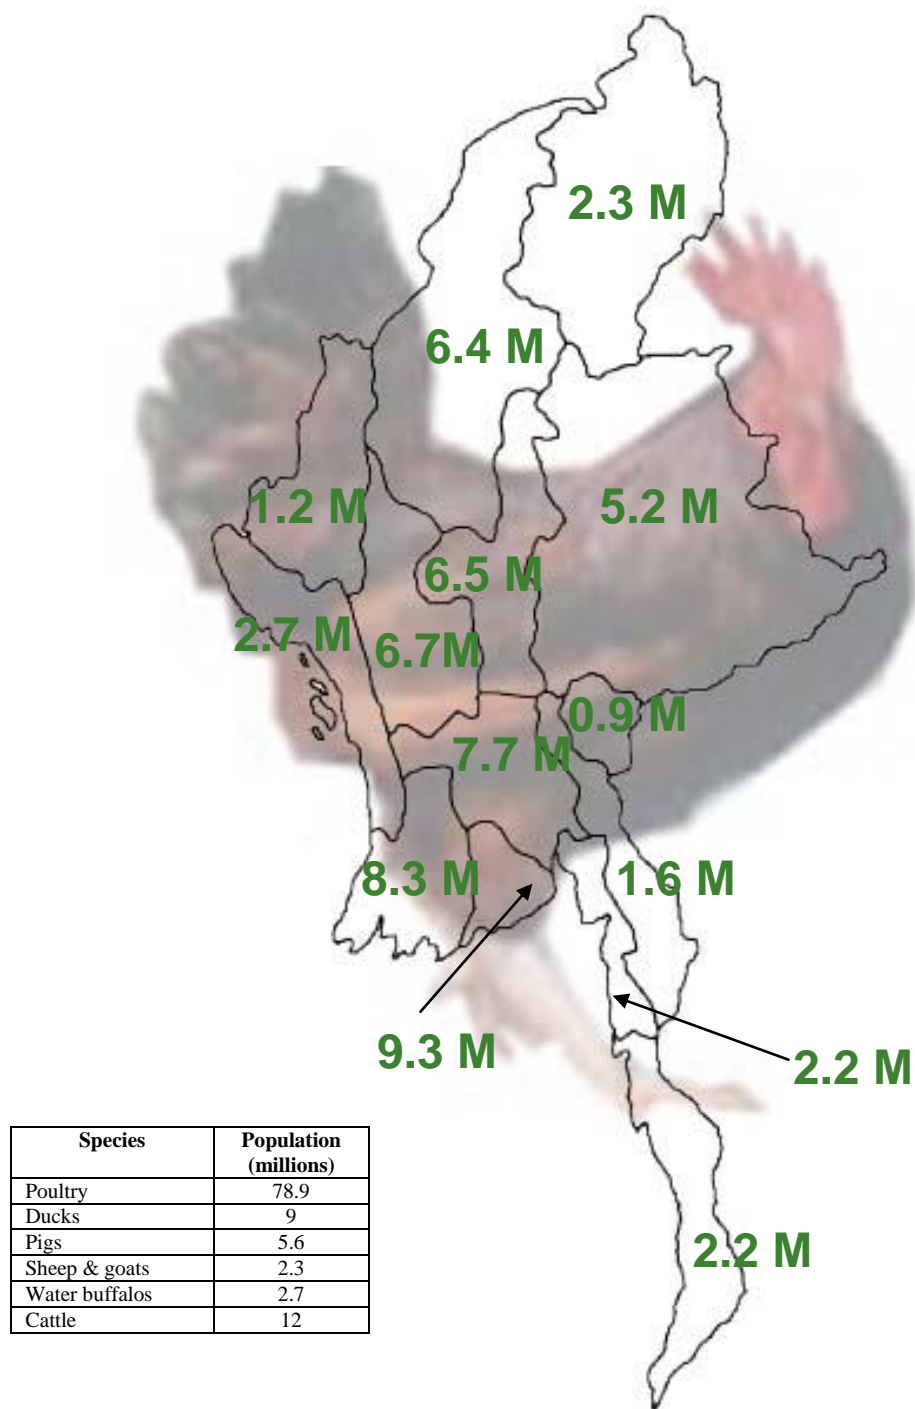 2.3 M
6.4 M
1.2 M
5.2 M
6.5 M
2.7 M
6.7M
0.9 M
7.7 M
8.3 M
1.6 M
9.3 M
2.2 M
2.2 M
Species Population (millions)
Poultry 78.9
Ducks 9
Pigs 5.6
Sheep & goats 2.3
Water buffalos 2.7
Cattle 12